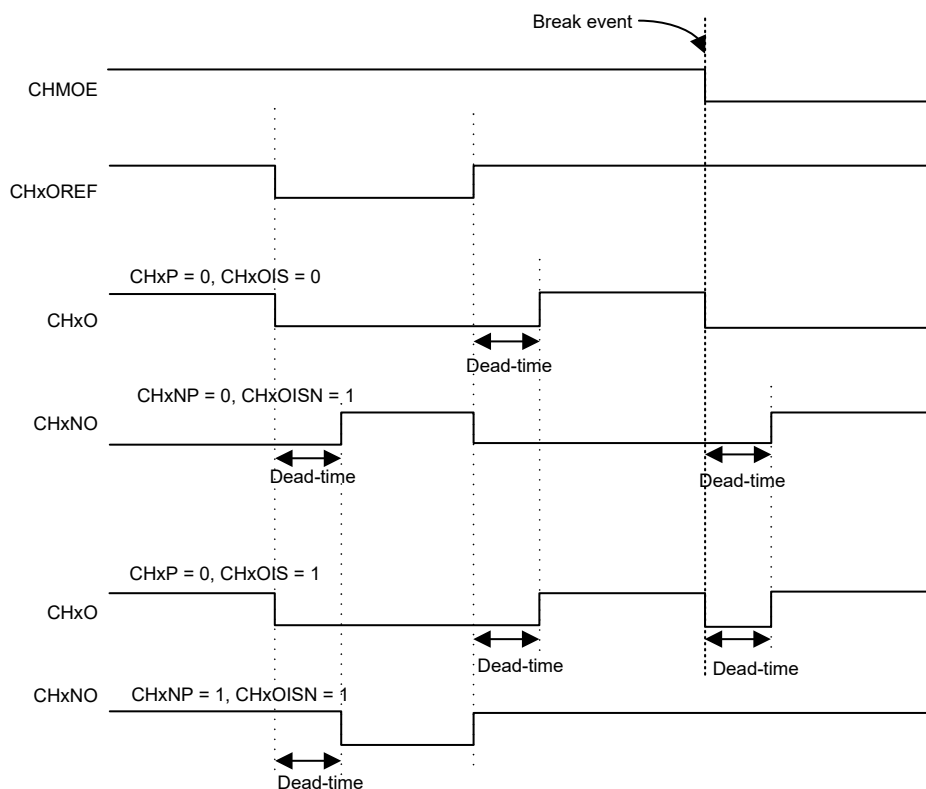 Break event
CHMOE
CHxOREF
CHxP = 0, CHxOIS = 0
CHxO
Dead-time
CHxNP = 0, CHxOISN = 1
CHxNO
Dead-time
Dead-time
CHxP = 0, CHxOIS = 1
CHxO
Dead-time
Dead-time
CHxNO
CHxNP = 1, CHxOISN = 1
Dead-time